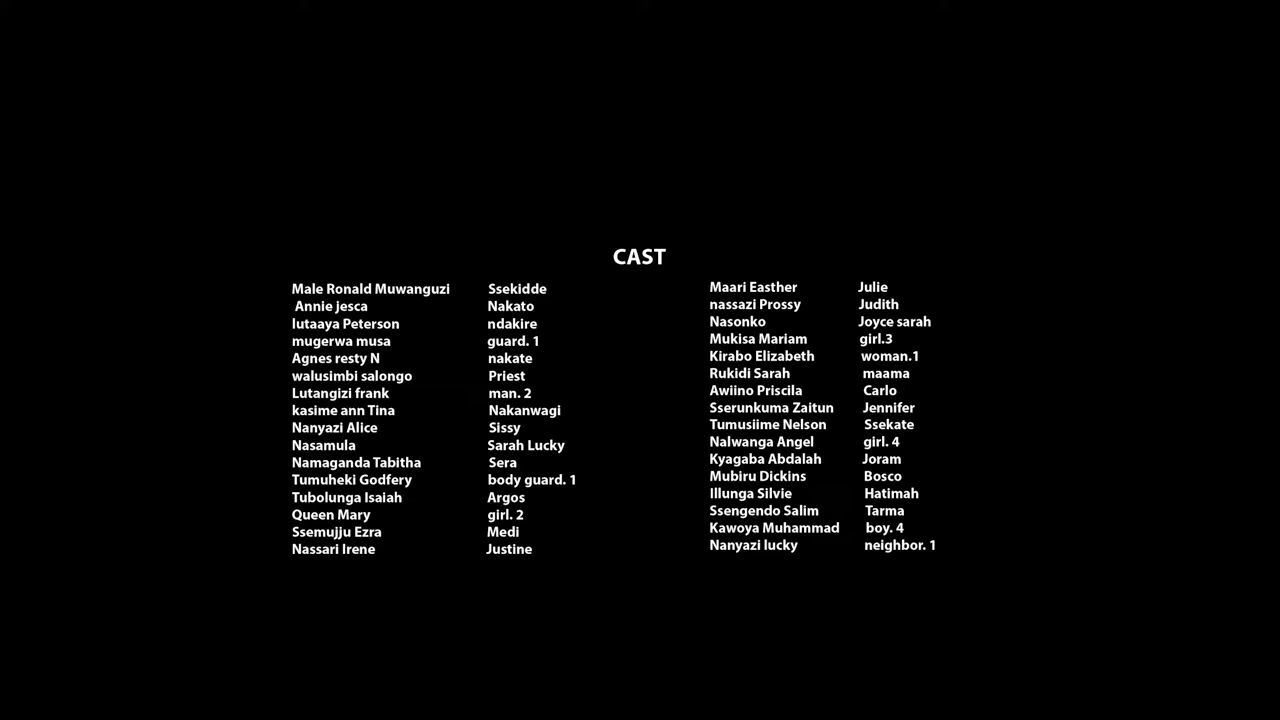 CAST
Male Ronald Muwanguzi Ssekidde
Annie jesca Nakato
lutaaya Peterson ndakire
mugerwa musa guard. 1
Agnes resty N nakate
walusimbi salongo Priest
Lutangizi frank man. 2
kasime ann Tina Nakanwagi
Nanyazi Alice Sissy
Nasamula Sarah Lucky
Namaganda Tabitha Sera
Tumuheki Godfery body guard. 1
Tubolunga Isaiah Argos
Queen Mary girl. 2
Ssemujju Ezra Medi
Nassari Irene Justine
Maari Easther Julie
nassazi Prossy Judith
Nasonko Joyce sarah
Mukisa Mariam girl.3
Kirabo Elizabeth woman.1
Rukidi Sarah maama
Awiino Priscila Carlo
Sserunkuma Zaitun Jennifer
Tumusiime Nelson Ssekate
Nalwanga Angel girl. 4
Kyagaba Abdalah Joram
Mubiru Dickins Bosco
Illunga Silvie Hatimah
Ssengendo Salim Tarma
Kawoya Muhammad boy. 4
Nanyazi lucky neighbor. 1